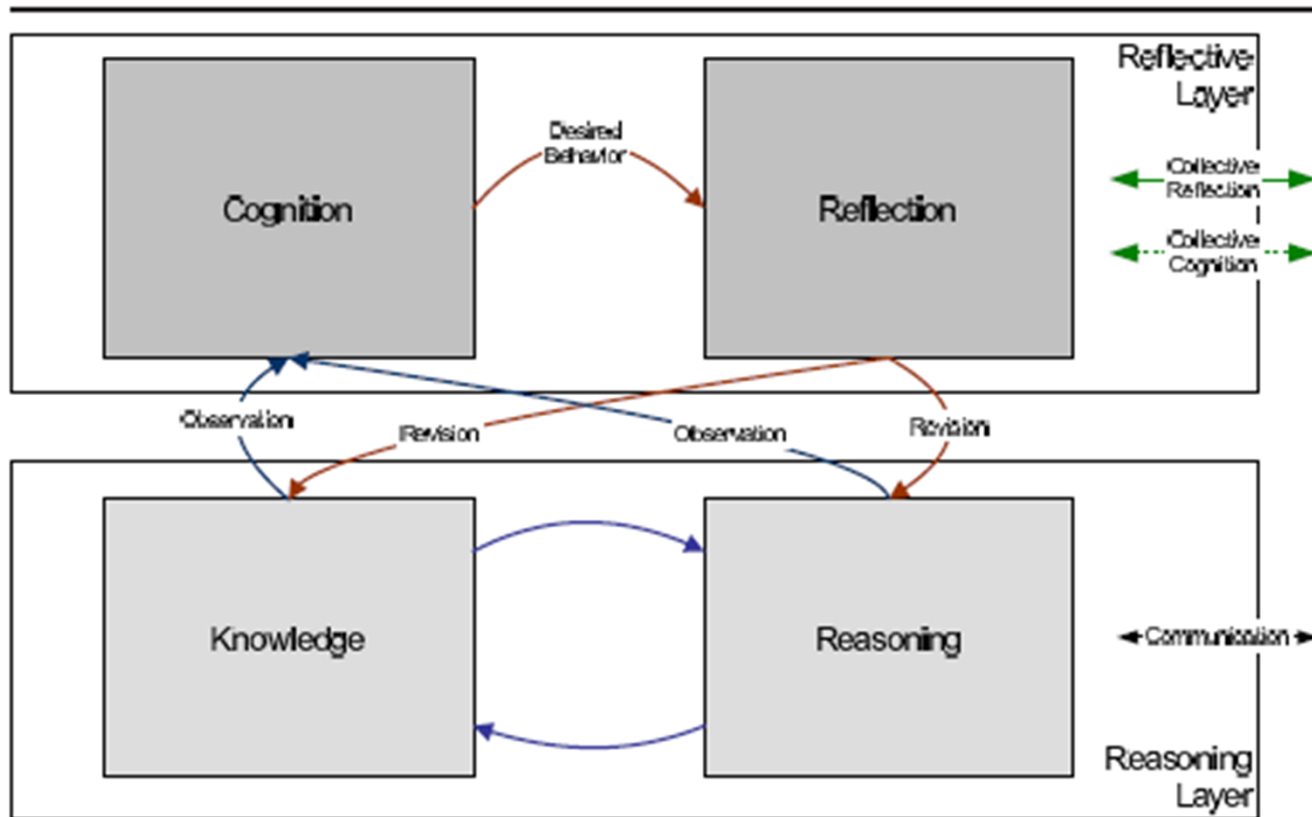 Reflective
Layer
Desired
Behavior
Cognition
Reflection
Collective
Reflection
Collective
Cognition
Observation
Revision
Observation
Revision
Knowledge
Reasoning
Communication
Reasoning
Layer